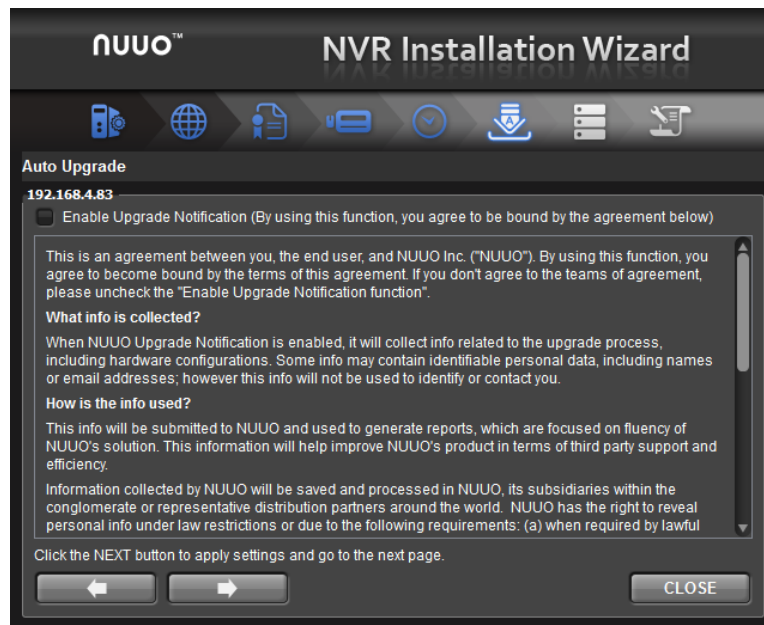 nuuo™
NVR Installation Wizard
A
Auto Upgrade
192.168.4.83
Enable Upgrade Notification (By using this function, you agree to be bound by the agreement below)
This is an agreement between you, the end user, and NUUO Inc. ("NUUO"). By using this function, you
agree to become bound by the terms of this agreement. If you don't agree to the teams of agreement,
please uncheck the "Enable Upgrade Notification function".
What info is collected?
When NUUO Upgrade Notification is enabled, it will collect info related to the upgrade process,
including hardware configurations. Some info may contain identifiable personal data, including names
or email addresses; however this info will not be used to identify or contact you.
How is the info used?
This info will be submitted to NUUO and used to generate reports, which are focused on fluency of
NUUO's solution. This information will help improve NUUO's product in terms of third party support and
efficiency.
Information collected by NUUO will be saved and processed in NUUO, its subsidiaries within the
conglomerate or representative distribution partners around the world. NUUO has the right to reveal
personal info under law restrictions or due to the following requirements: (a) when required by lawful
Click the NEXT button to apply settings and go to the next page.
CLOSE